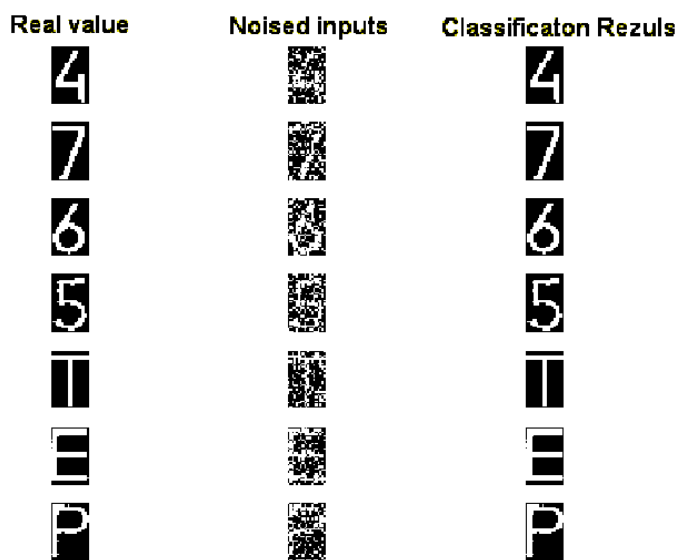 Real value Noised inputs Classificaton Rezuls
4 4
7 7
6 6
5 5
T T
E E
P P